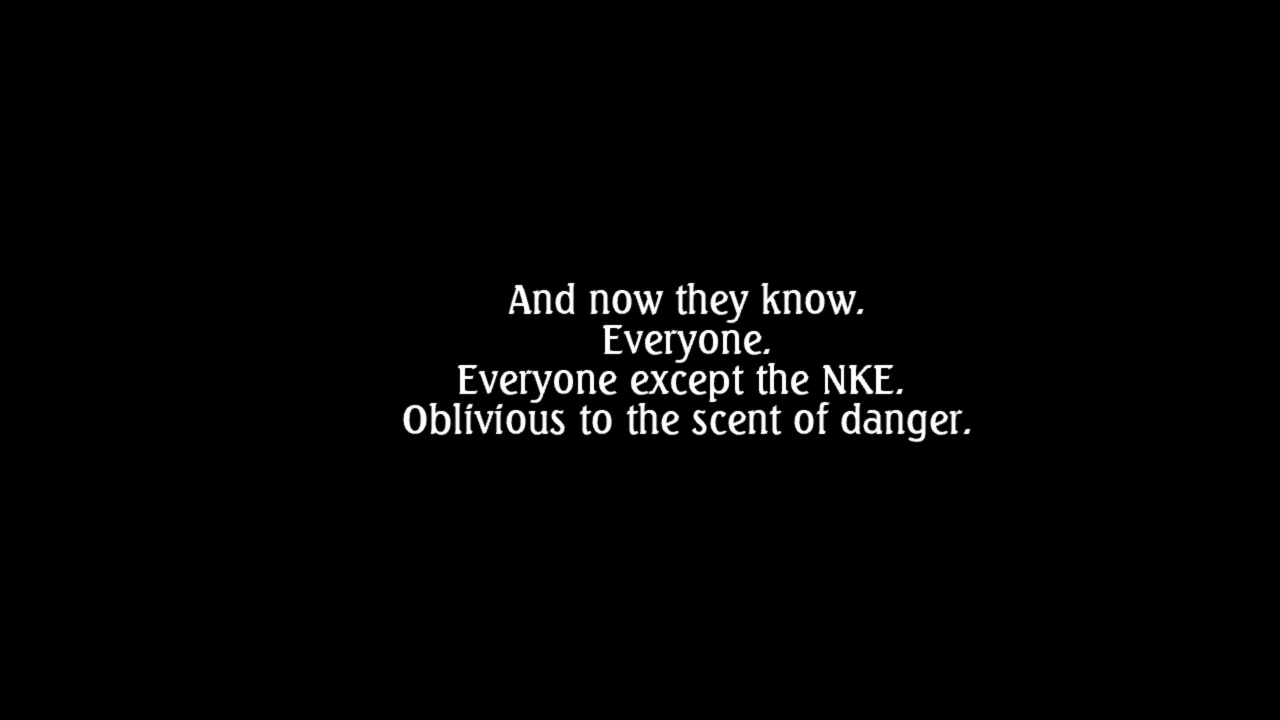 And now they know.
Everyone.
Everyone except the NKE.
Oblivious to the scent of danger.